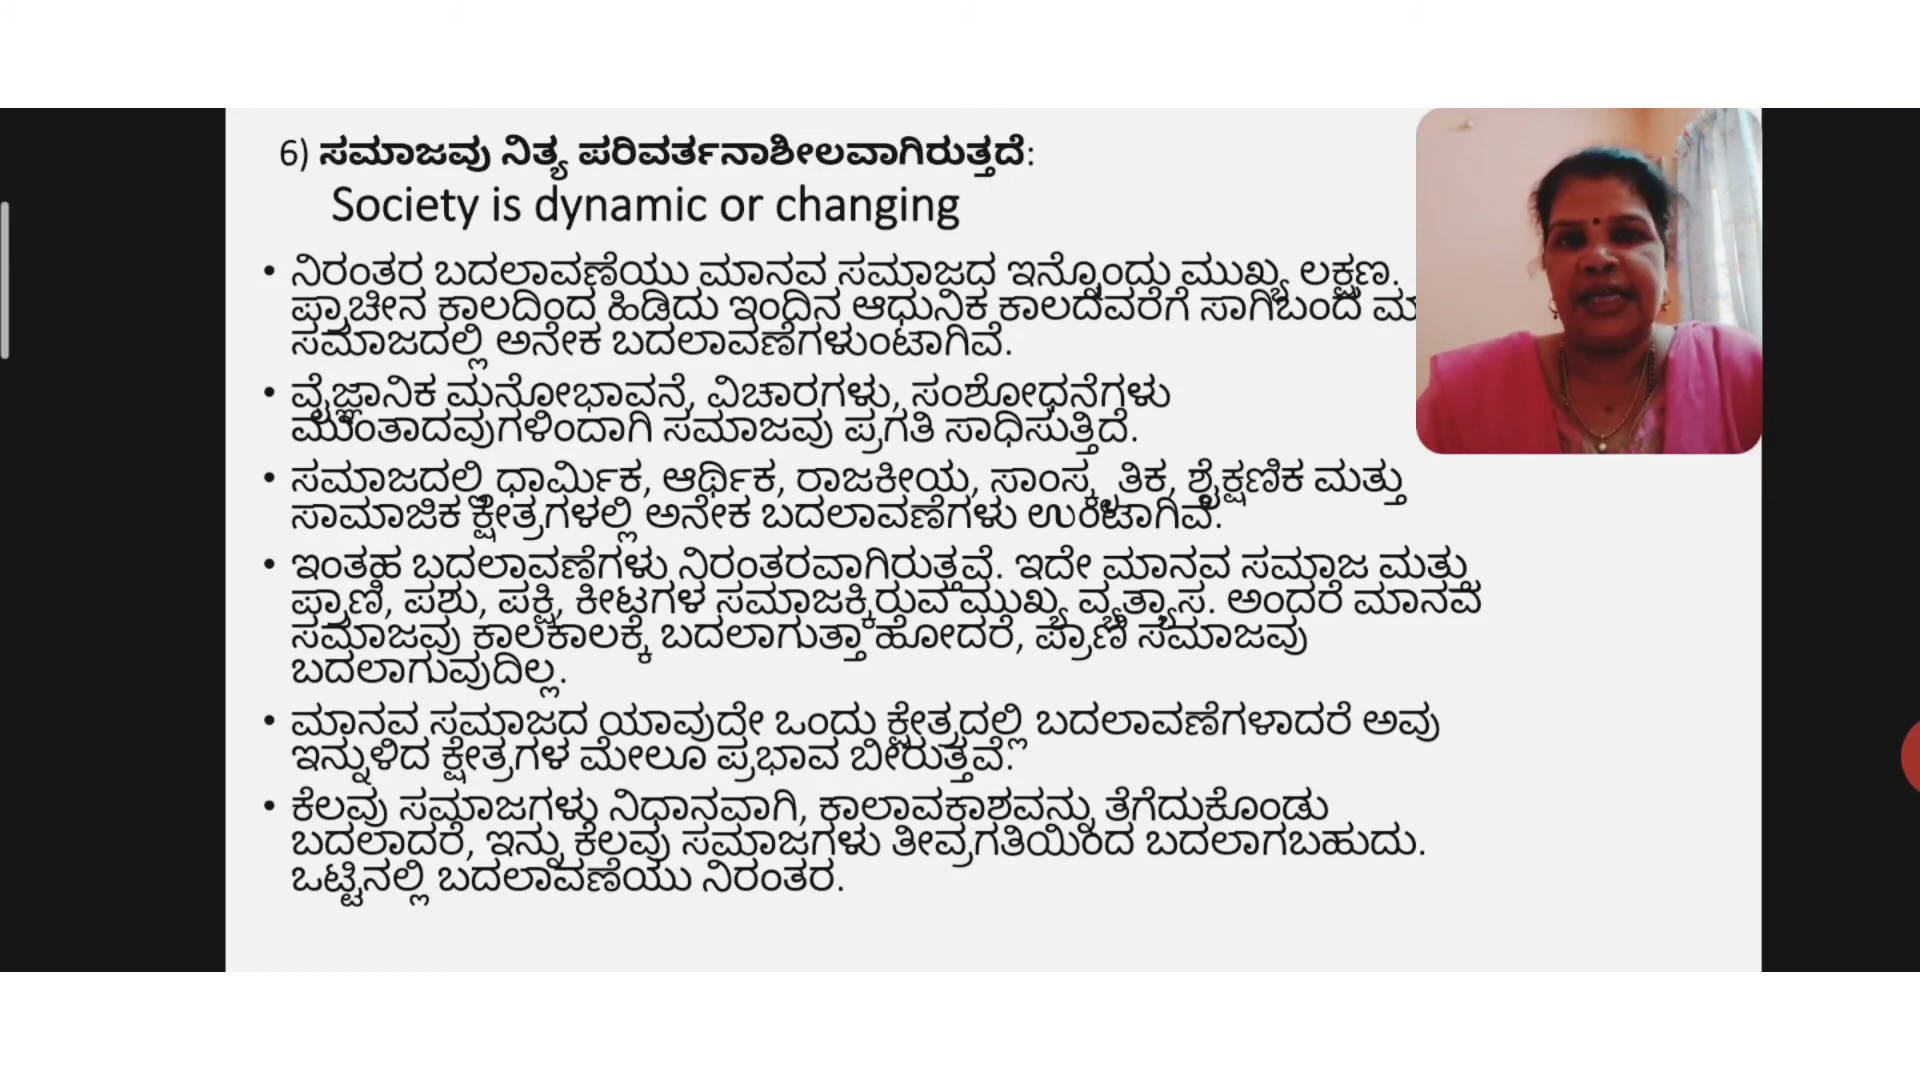 6) ಸಮಾಜವು ನಿತ್ಯ ಪರಿವರ್ತನಾಶೀಲವಾಗಿರುತ್ತದೆ:
Society is dynamic or changing
• ನಿರಂತರ ಬದಲಾವಣೆಯು ಮಾನವ ಸಮಾಜದ ಇನ್ನೊಂದು ಮುಖ್ಯ ಲಕ್ಷಣ.
ಪ್ರಾಚೀನ ಕಾಲದಿಂದ ಹಿಡಿದು ಇಂದಿನ ಆಧುನಿಕ ಕಾಲದವರೆಗೆ ಸಾಗಿಬಂದ
ಸಮಾಜದಲ್ಲಿ ಅನೇಕ ಬದಲಾವಣೆಗಳುಂಟಾಗಿವೆ.
• ವೈಜ್ಞಾನಿಕ ಮನೋಭಾವನೆ, ವಿಚಾರಗಳು, ಸಂಶೋಧನೆಗಳು
ಮುಂತಾದವುಗಳಿಂದಾಗಿ ಸಮಾಜವು ಪ್ರಗತಿ ಸಾಧಿಸುತ್ತಿದೆ.
• ಸಮಾಜದಲ್ಲಿ ಧಾರ್ಮಿಕ, ಆರ್ಥಿಕ, ರಾಜಕೀಯ, ಸಾಂಸ್ಕೃತಿಕ, ಶೈಕ್ಷಣಿಕ ಮತ್ತು
ಸಾಮಾಜಿಕ ಕ್ಷೇತ್ರಗಳಲ್ಲಿ ಅನೇಕ ಬದಲಾವಣೆಗಳು ಉಂಟಾಗಿವೆ.
• ಇಂತಹ ಬದಲಾವಣೆಗಳು ನಿರಂತರವಾಗಿರುತ್ತವೆ. ಇದೇ ಮಾನವ ಸಮಾಜ ಮತ್ತು
ಪ್ರಾಣಿ, ಪಶು, ಪಕ್ಷಿ, ಕೀಟಗಳ ಸಮಾಜಕ್ಕಿರುವ ಮುಖ್ಯ ವ್ಯತ್ಯಾಸ. ಅಂದರೆ ಮಾನವ
ಸಮಾಜವು ಕಾಲಕಾಲಕ್ಕೆ ಬದಲಾಗುತ್ತಾ ಹೋದರೆ, ಪ್ರಾಣಿ ಸಮಾಜವು
ಬದಲಾಗುವುದಿಲ್ಲ.
• ಮಾನವ ಸಮಾಜದ ಯಾವುದೇ ಒಂದು ಕ್ಷೇತ್ರದಲ್ಲಿ ಬದಲಾವಣೆಗಳಾದರೆ ಅವು
ಇನ್ನುಳಿದ ಕ್ಷೇತ್ರಗಳ ಮೇಲೂ ಪ್ರಭಾವ ಬೀರುತ್ತವೆ.
• ಕೆಲವು ಸಮಾಜಗಳು ನಿಧಾನವಾಗಿ, ಕಾಲಾವಕಾಶವನ್ನು ತೆಗೆದುಕೊಂಡು
ಬದಲಾದರೆ, ಇನ್ನು ಕೆಲವು ಸಮಾಜಗಳು ತೀವ್ರಗತಿಯಿಂದ ಬದಲಾಗಬಹುದು.
ಒಟ್ಟಿನಲ್ಲಿ ಬದಲಾವಣೆಯು ನಿರಂತರ.